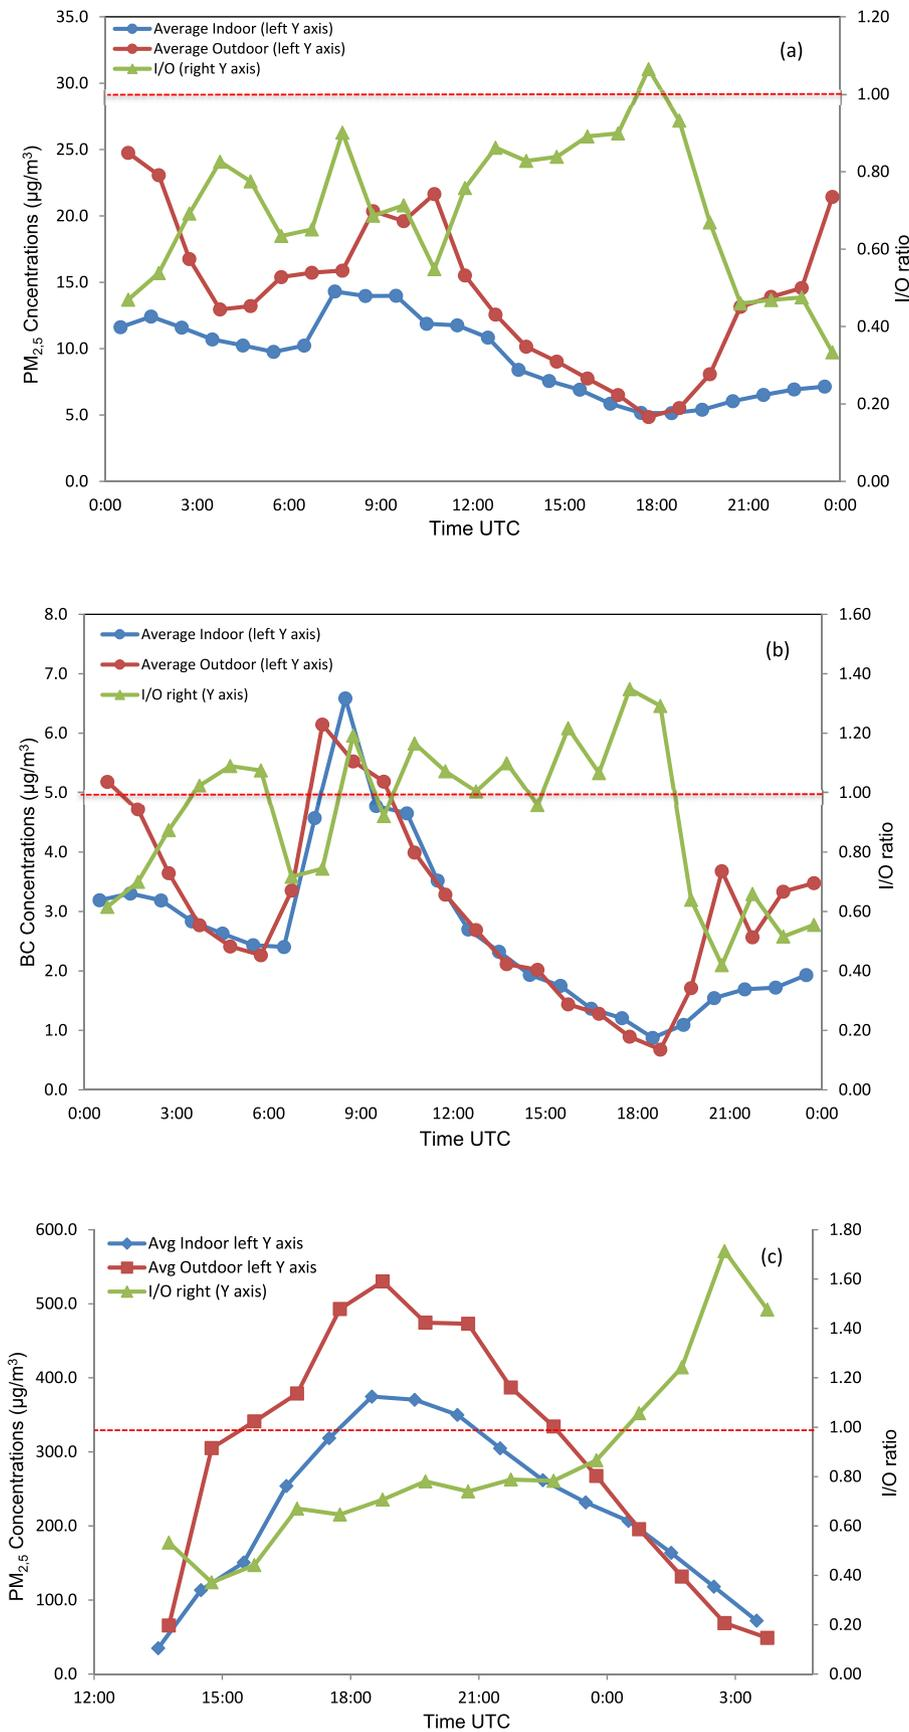 35.0
30.0
25.0
20.0
15.0
10.0
5.0
0.0
PM2,5 Cncentrations (µg/m3)
Average Indoor (left Y axis)
Average Outdoor (left Y axis)
I/O (right Y axis)
(a)
1.20
1.00
0.80
0.60
0.40
0.20
0.00
I/O ratio
0:00 3:00 6:00 9:00 12:00 15:00 18:00 21:00 0:00
Time UTC
8.0
7.0
6.0
5.0
4.0
3.0
2.0
1.0
0.0
BC Concentrations (µg/m3)
Average Indoor (left Y axis)
Average Outdoor (left Y axis)
I/O right (Y axis)
(b)
1.60
1.40
1.20
1.00
0.80
0.60
0.40
0.20
0.00
I/O ratio
0:00 3:00 6:00 9:00 12:00 15:00 18:00 21:00 0:00
Time UTC
600.0
500.0
400.0
300.0
200.0
100.0
0.0
PM2,5 Concentrations (µg/m3)
Avg Indoor left Y axis
Avg Outdoor left Y axis
I/O right (Y axis)
(c)
1.80
1.60
1.40
1.20
1.00
0.80
0.60
0.40
0.20
0.00
I/O ratio
12:00 15:00 18:00 21:00 0:00 3:00
Time UTC